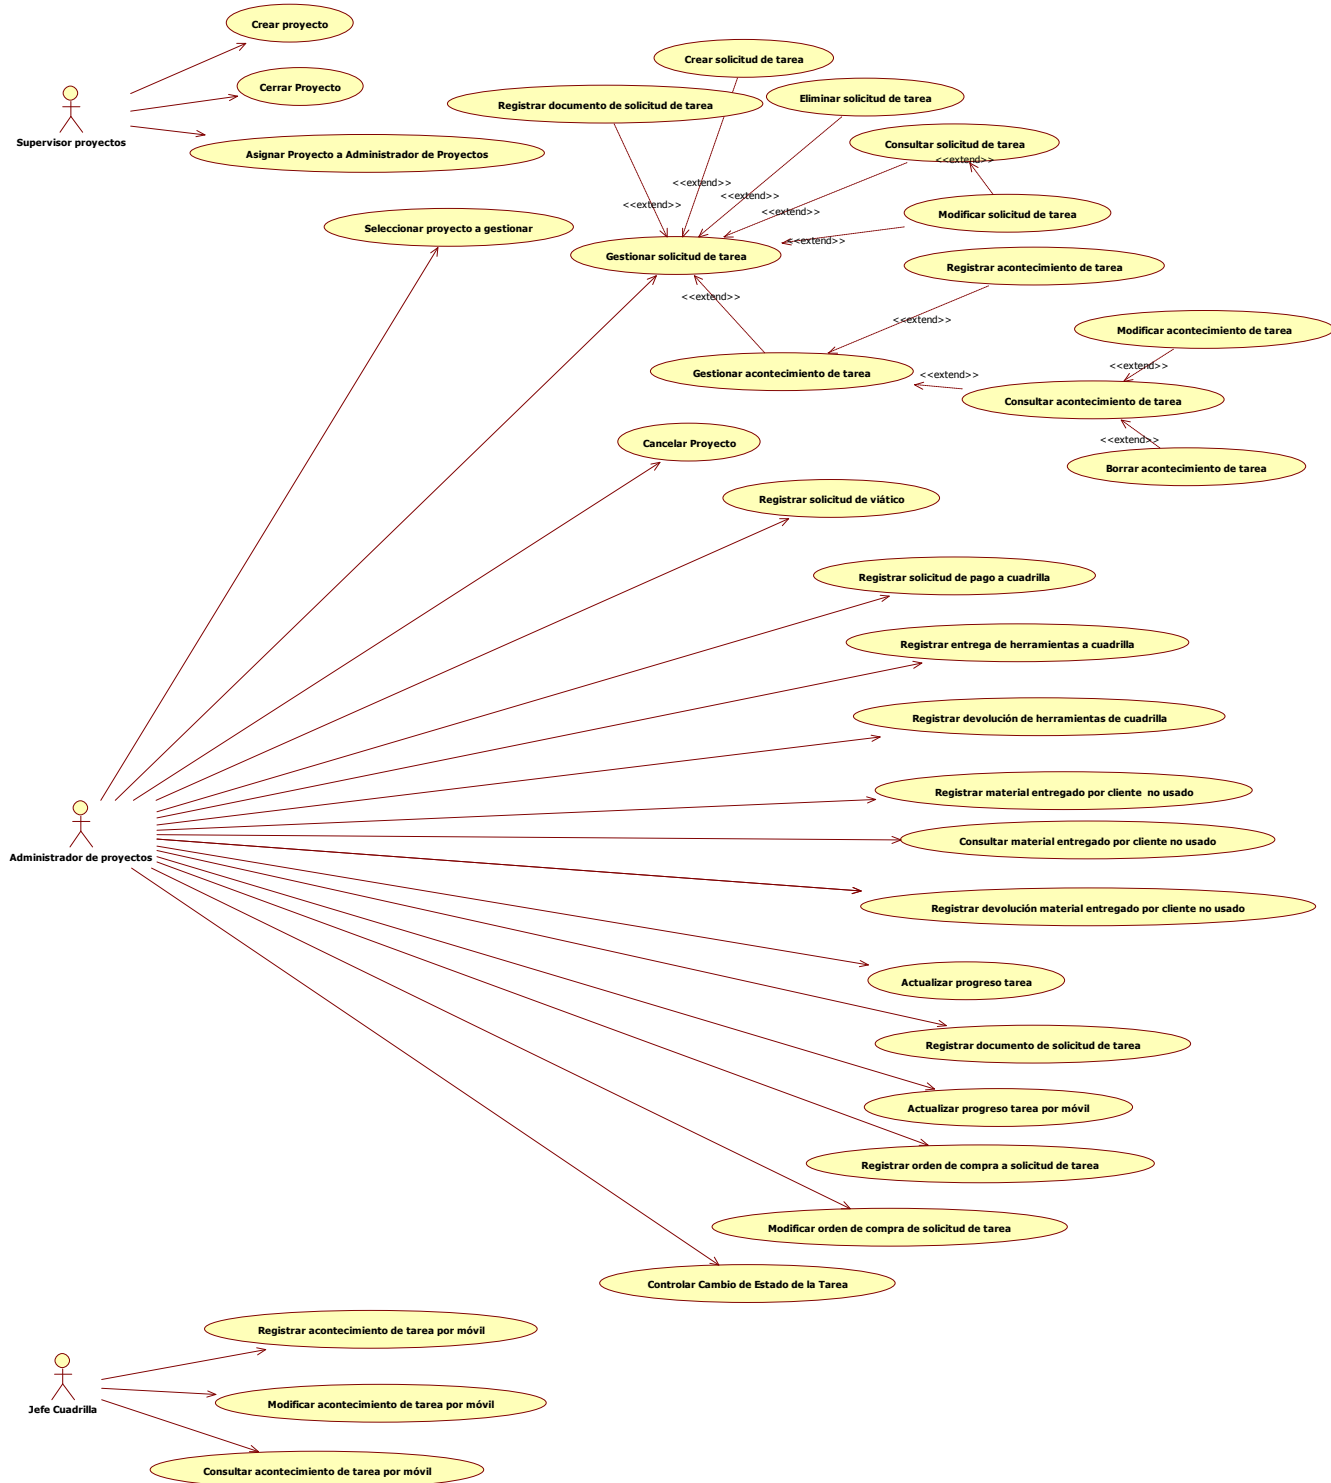 Crear proyecto
Crear solicitud de tarea
Cerrar Proyecto
Eliminar solicitud de tarea
Registrar documento de solicitud de tarea
Supervisor proyectos
Consultar solicitud de tarea
Asignar Proyecto a Administrador de Proyectos
<<extend>>
<<extend>>
<<extend>>
<<extend>>
<<extend>>
Modificar solicitud de tarea
Seleccionar proyecto a gestionar
<<extend>>
Gestionar solicitud de tarea
Registrar acontecimiento de tarea
<<extend>>
<<extend>>
Modificar acontecimiento de tarea
<<extend>>
<<extend>>
Gestionar acontecimiento de tarea
Consultar acontecimiento de tarea
<<extend>>
Cancelar Proyecto
Borrar acontecimiento de tarea
Registrar solicitud de viático
Registrar solicitud de pago a cuadrilla
Registrar entrega de herramientas a cuadrilla
Registrar devolución de herramientas de cuadrilla
Registrar material entregado por cliente  no usado
Consultar material entregado por cliente no usado
Administrador de proyectos
Registrar devolución material entregado por cliente no usado
Actualizar progreso tarea
Registrar documento de solicitud de tarea
Actualizar progreso tarea por móvil
Registrar orden de compra a solicitud de tarea
Modificar orden de compra de solicitud de tarea
Controlar Cambio de Estado de la Tarea
Registrar acontecimiento de tarea por móvil
Modificar acontecimiento de tarea por móvil
Jefe Cuadrilla
Consultar acontecimiento de tarea por móvil